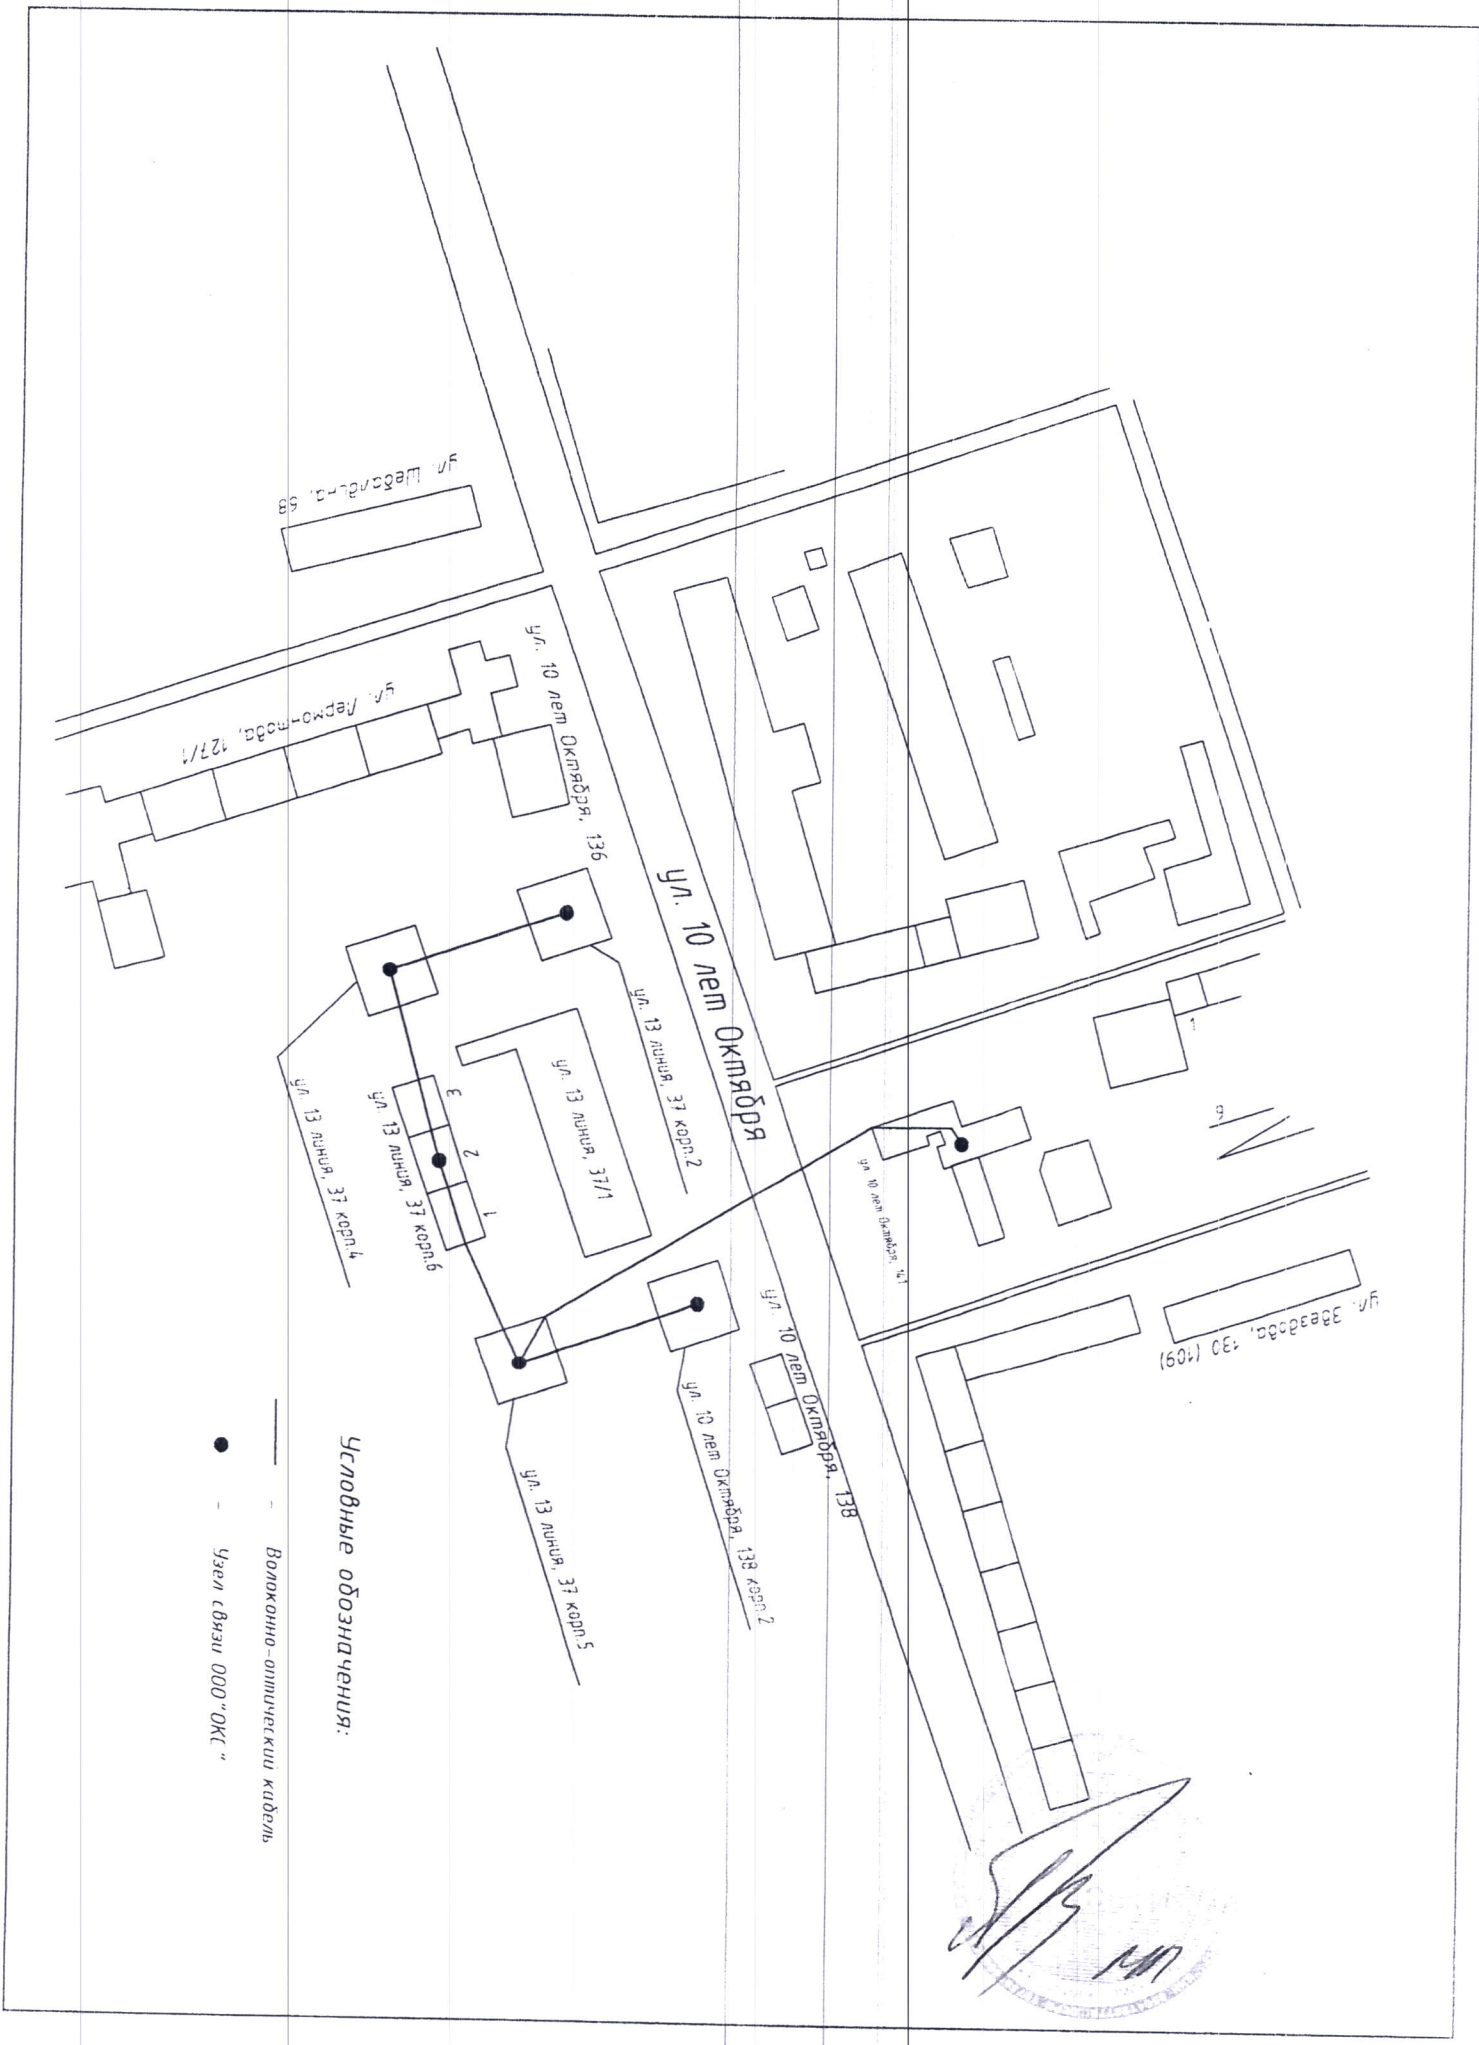 ул. Лермонтова, 127/1
ул. 10 лет Октября, 136
ул. 10 лет Октября
ул. 13 линия, 37 корп.2
ул. 13 линия, 37/1
3
2
1
ул. 13 линия, 37 корп.6
ул. 13 линия, 37 корп.4
1
6
ул. 10 лет Октября, 141
ул. Звездова, 130 (109)
ул. 10 лет Октября, 138
ул. 10 лет Октября, 138 корп.2
ул. 13 линия, 37 корп.5
Условные обозначения:
- Волоконно-оптический кабель
- Узел связи ООО "ОКС"
МП